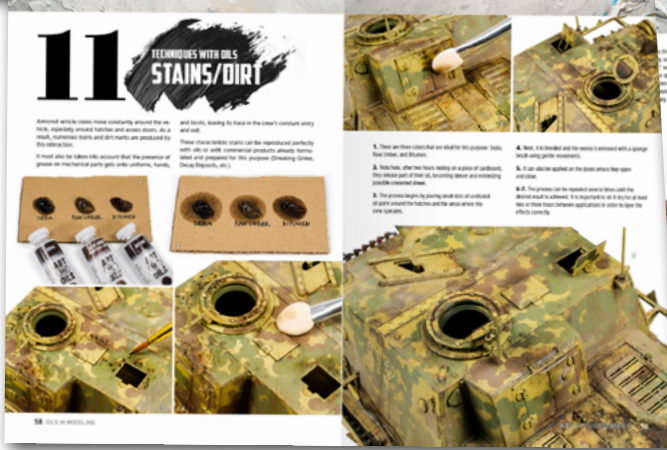 11
TECHNIQUES WITH OILS
STAINS/DIRT
Armored vehicle crews move constantly around the ve-
hicle, especially around hatches and access doors. As a
result, numerous stains and dirt marks are produced by
this interaction.
It must also be taken into account that the presence of
grease on mechanical parts gets onto uniforms, hands,
and boots, leaving its trace in the crew's constant entry
and exit.
These characteristic stains can be reproduced perfectly
with oils or with commercial products already formu-
lated and prepared for this purpose (Streaking Grime,
Decay Deposits, etc.).
SEPIA RAW UMBER BITUMEN
SEPIA RAW UMBER BITUMEN
ART
OILS
ART
OILS
58 OILS IN MODELING
1. There are three colors that are ideal for this purpose: Sepia,
Raw Umber, and Bitumen.
2. Note how, after two hours resting on a piece of cardboard,
they release part of their oil, becoming denser and minimizing
possible unwanted sheen.
3. The process begins by placing small dots of undiluted
oil paint around the hatches and the areas where the
crew operates.
4. Next, it is blended and the excess is removed with a sponge
brush using gentle movements.
5. It can also be applied on the doors where they open
and close.
6-7. The process can be repeated several times until the
desired result is achieved. It is important to let it dry for at least
two or three hours between applications in order to layer the
effects correctly.